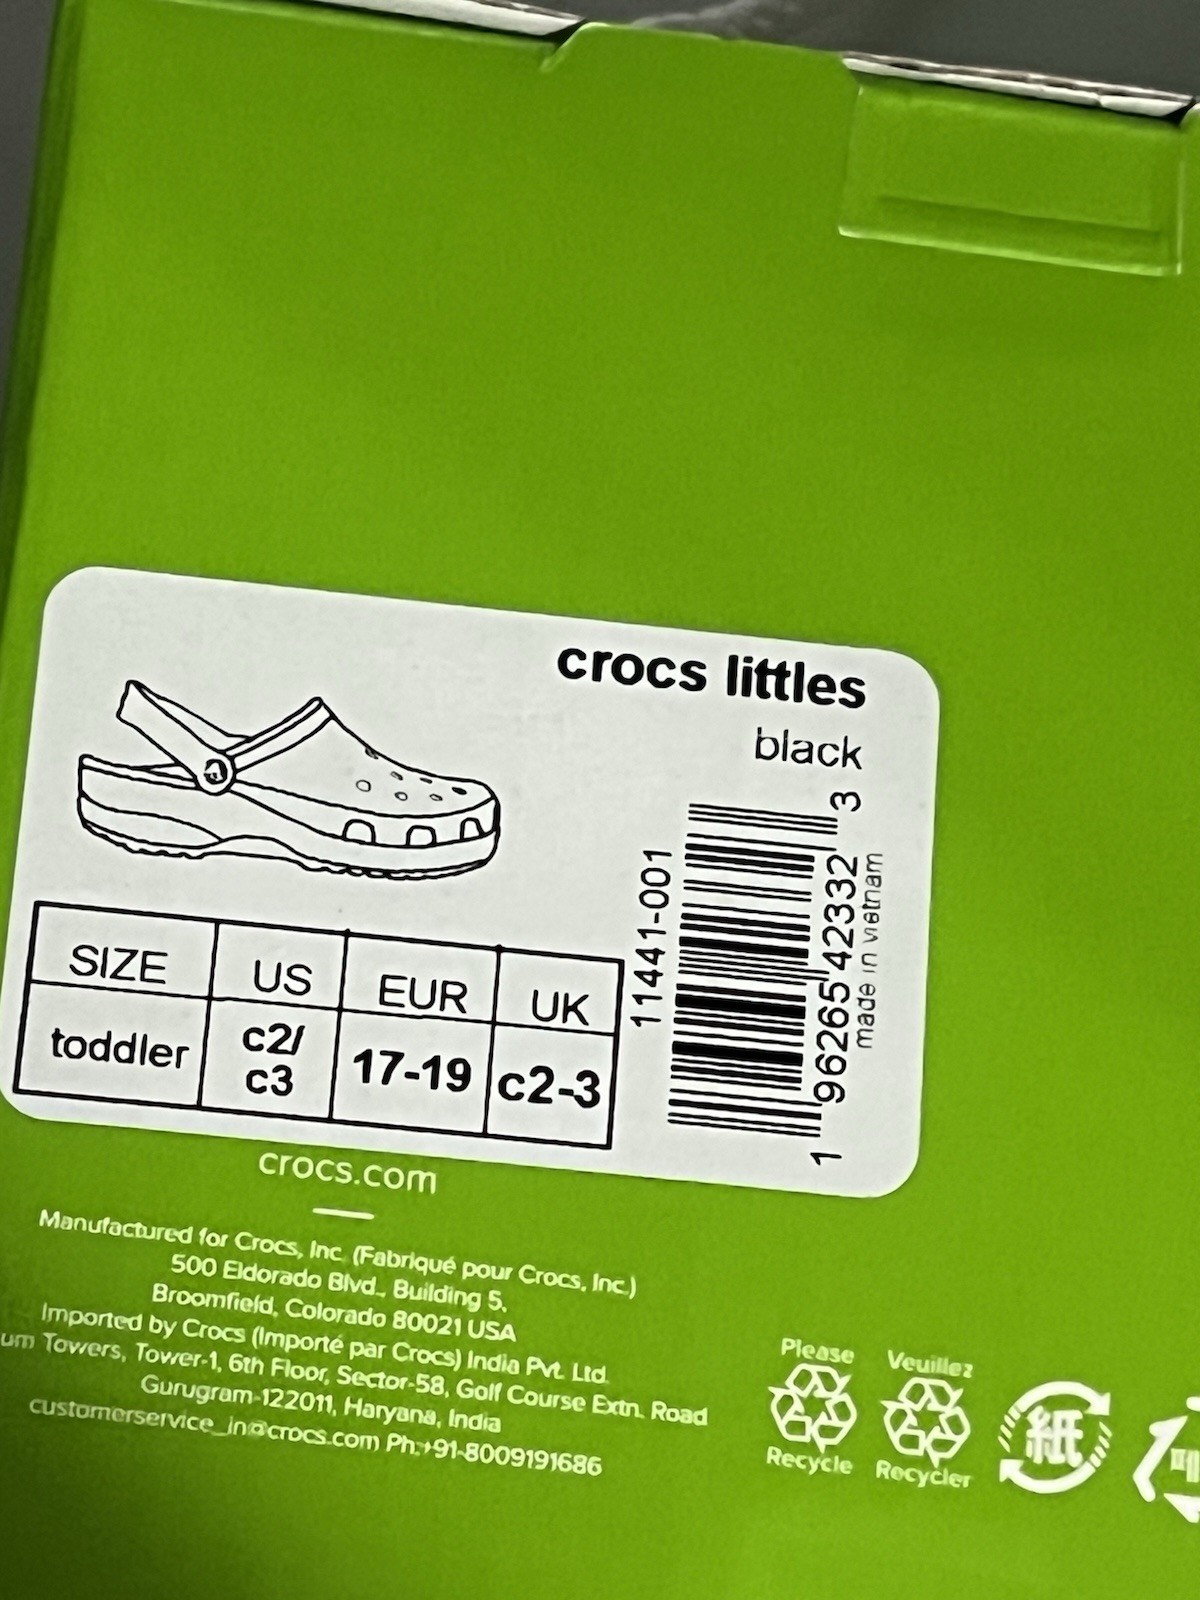 crocs littles
black
11441-001
1 96265 42332 3
made in vietnam
SIZE US EUR UK
toddler c2/ c3 17-19 c2-3
crocs.com
Manufactured for Crocs, Inc. (Fabriqué pour Crocs, Inc.)
500 Eldorado Blvd., Building 5,
Broomfield, Colorado 80021 USA
Imported by Crocs (Importé par Crocs) India Pvt. Ltd.
Towers, Tower-1, 6th Floor, Sector-58, Golf Course Extn. Road
Gurugram-122011, Haryana, India
customerservice_in@crocs.com Ph:+91-8009191686
Please
Recycle
Veuillez
Recycler
紙